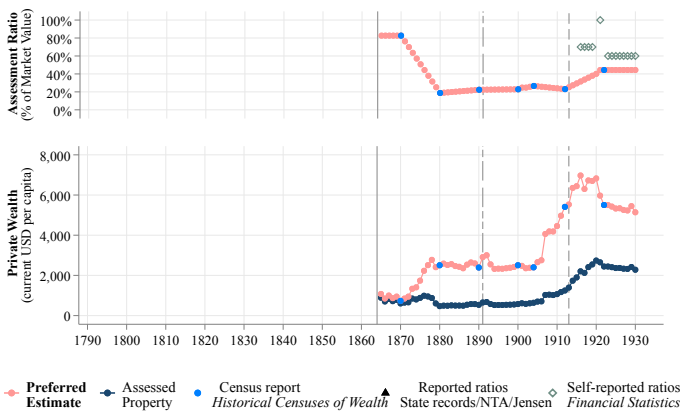 Assessment Ratio
(% of Market Value)
100%
80%
60%
40%
20%
0%
Private Wealth
(current USD per capita)
8,000
6,000
4,000
2,000
0
1790 1800 1810 1820 1830 1840 1850 1860 1870 1880 1890 1900 1910 1920 1930
Preferred
Estimate
Assessed
Property
Census report
Historical Censuses of Wealth
Reported ratios
State records/NTA/Jensen
Self-reported ratios
Financial Statistics